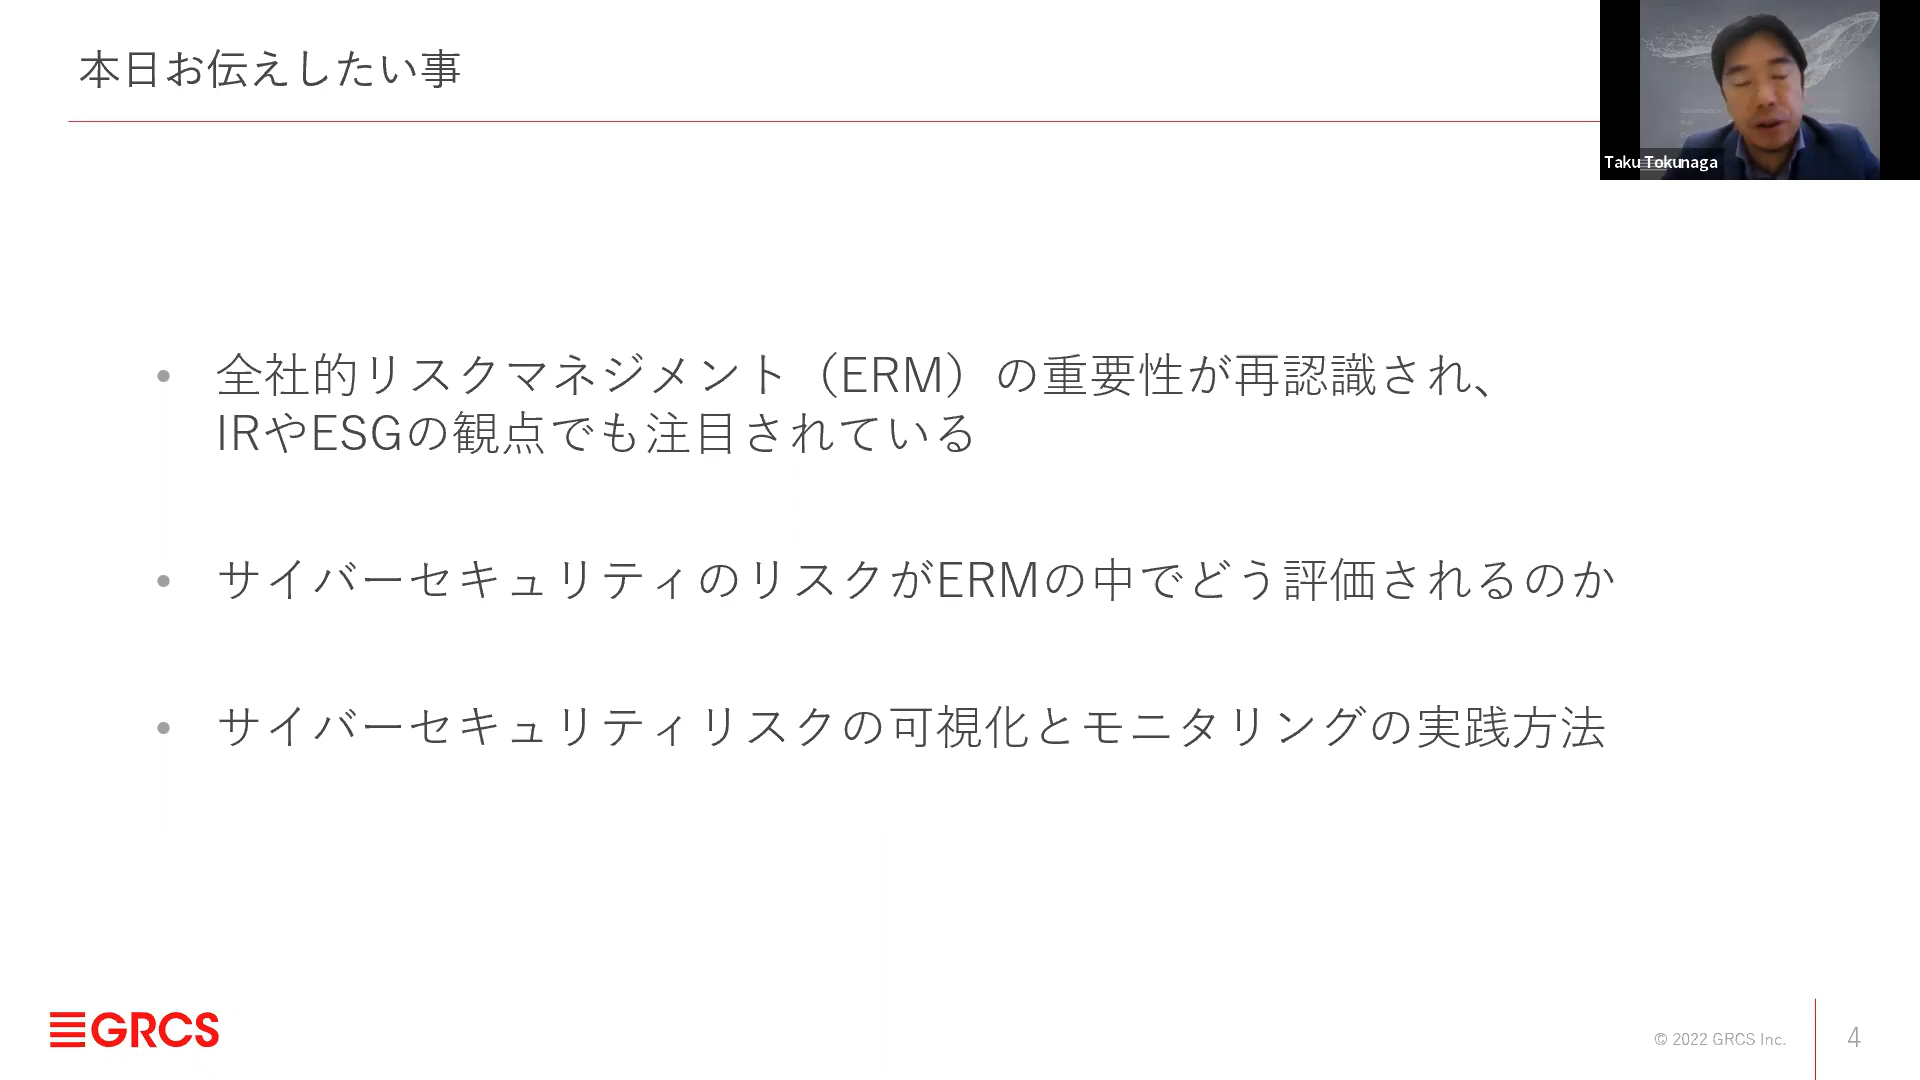 本日お伝えしたい事
Taku Tokunaga
• 全社的リスクマネジメント（ERM）の重要性が再認識され、
IRやESGの観点でも注目されている
• サイバーセキュリティのリスクがERMの中でどう評価されるのか
• サイバーセキュリティリスクの可視化とモニタリングの実践方法
GRCS
© 2022 GRCS Inc.
4